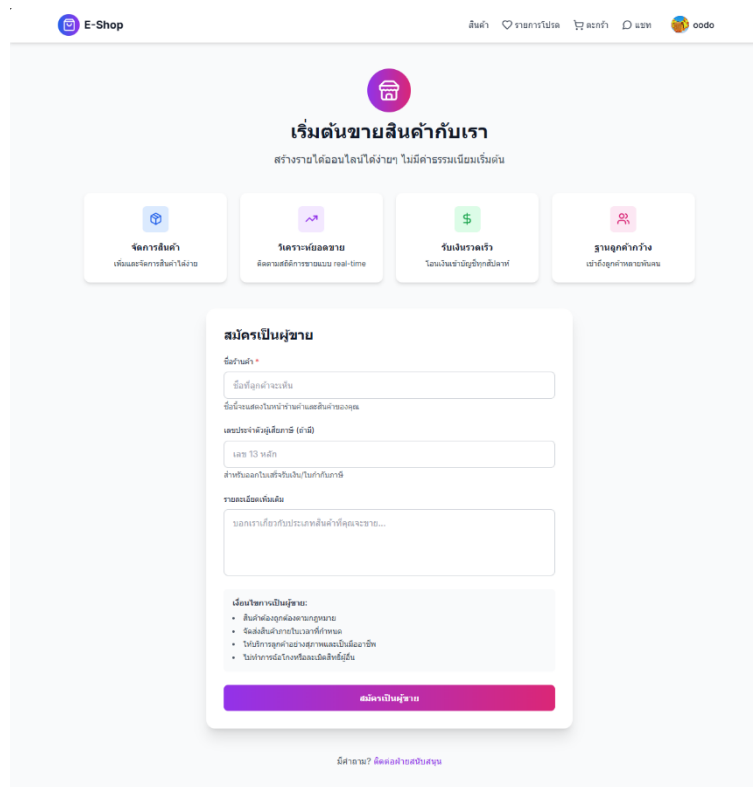 E-Shop
สินค้า
รายการโปรด
ตะกร้า
แชท
oodo
เริ่มต้นขายสินค้ากับเรา
สร้างรายได้ออนไลน์ได้ง่ายๆ ไม่มีค่าธรรมเนียมเริ่มต้น
จัดการสินค้า
เพิ่มและจัดการสินค้าได้ง่าย
วิเคราะห์ยอดขาย
ติดตามสถิติการขายแบบ real-time
รับเงินรวดเร็ว
โอนเงินเข้าบัญชีทุกสัปดาห์
ฐานลูกค้ากว้าง
เข้าถึงลูกค้าหลายพันคน
สมัครเป็นผู้ขาย
ชื่อร้านค้า *
ชื่อที่ลูกค้าจะเห็น
ชื่อนี้จะแสดงในหน้าร้านค้าและสินค้าของคุณ
เลขประจำตัวผู้เสียภาษี (ถ้ามี)
เลข 13 หลัก
สำหรับออกใบเสร็จรับเงิน/ใบกำกับภาษี
รายละเอียดเพิ่มเติม
บอกเราเกี่ยวกับประเภทสินค้าที่คุณจะขาย...
เงื่อนไขการเป็นผู้ขาย:
• สินค้าต้องถูกต้องตามกฎหมาย
• จัดส่งสินค้าภายในเวลาที่กำหนด
• ให้บริการลูกค้าอย่างสุภาพและเป็นมืออาชีพ
• ไม่ทำการฉ้อโกงหรือละเมิดสิทธิ์ผู้อื่น
สมัครเป็นผู้ขาย
มีคำถาม? ติดต่อฝ่ายสนับสนุน